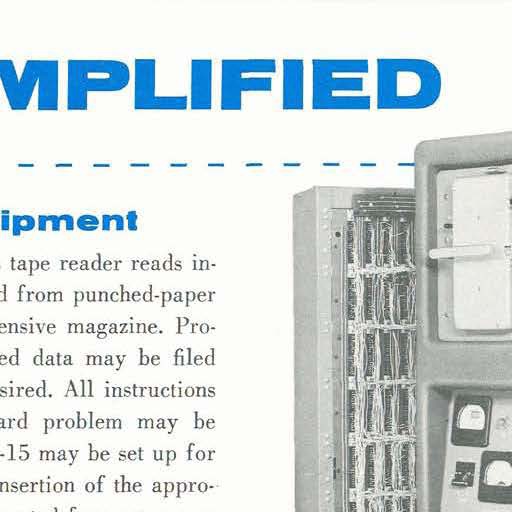 MPLIFIED
ipment
tape reader reads in-
d from punched-paper
ensive magazine. Pro-
ed data may be filed
sired. All instructions
ard problem may be
-15 may be set up for
nsertion of the appro-